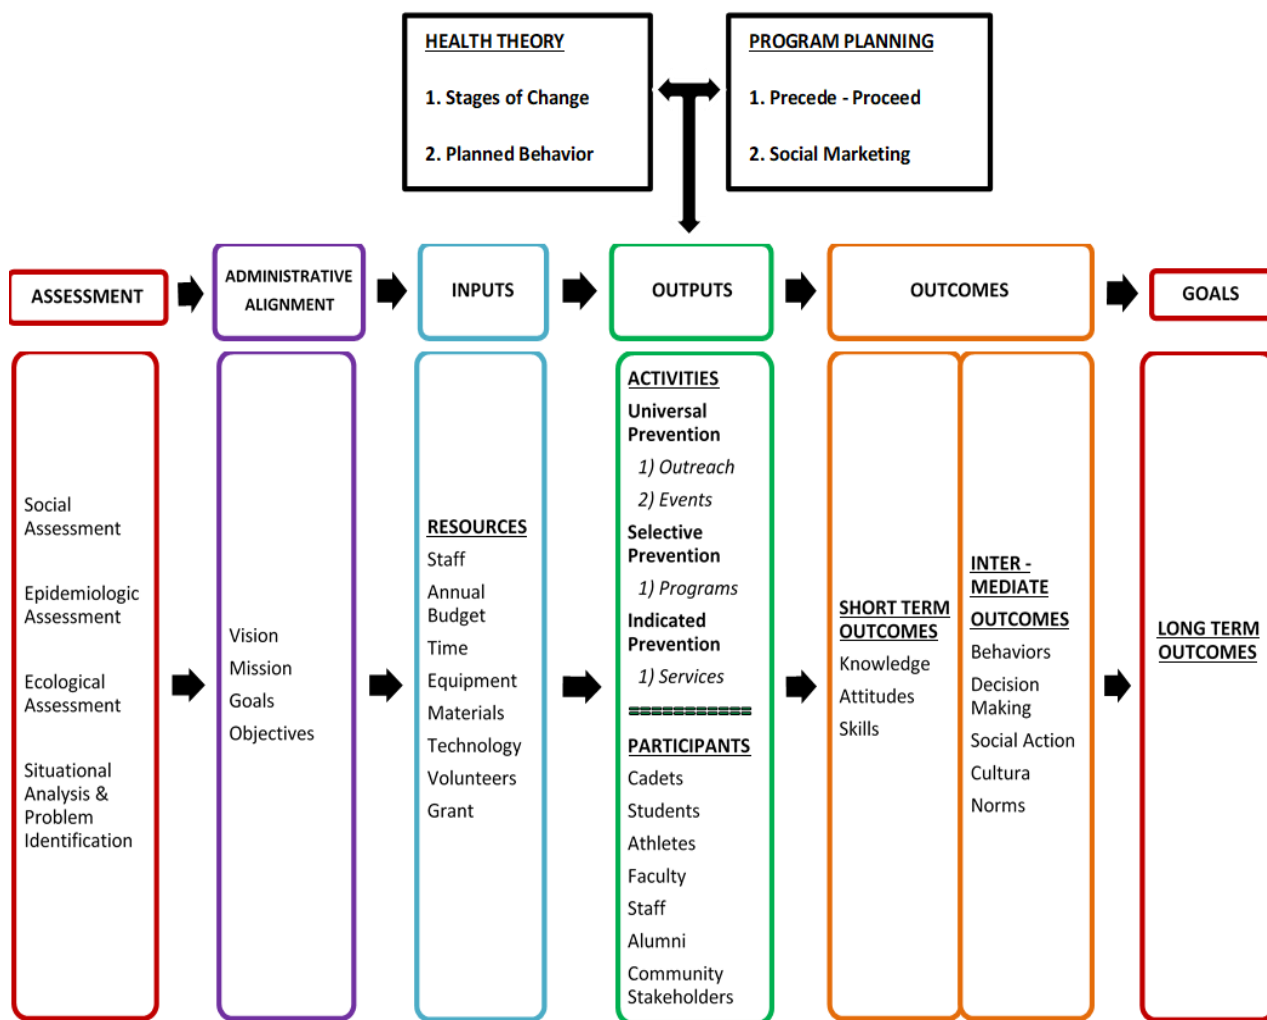 HEALTH THEORY
1. Stages of Change
2. Planned Behavior
PROGRAM PLANNING
1. Precede - Proceed
2. Social Marketing
ASSESSMENT
ADMINISTRATIVE
ALIGNMENT
INPUTS
OUTPUTS
OUTCOMES
GOALS
Social
Assessment
Epidemiologic
Assessment
Ecological
Assessment
Situational
Analysis &
Problem
Identification
Vision
Mission
Goals
Objectives
RESOURCES
Staff
Annual
Budget
Time
Equipment
Materials
Technology
Volunteers
Grant
ACTIVITIES
Universal
Prevention
1) Outreach
2) Events
Selective
Prevention
1) Programs
Indicated
Prevention
1) Services
===========
PARTICIPANTS
Cadets
Students
Athletes
Faculty
Staff
Alumni
Community
Stakeholders
SHORT TERM
OUTCOMES
Knowledge
Attitudes
Skills
INTER -
MEDIATE
OUTCOMES
Behaviors
Decision
Making
Social Action
Cultura
Norms
LONG TERM
OUTCOMES